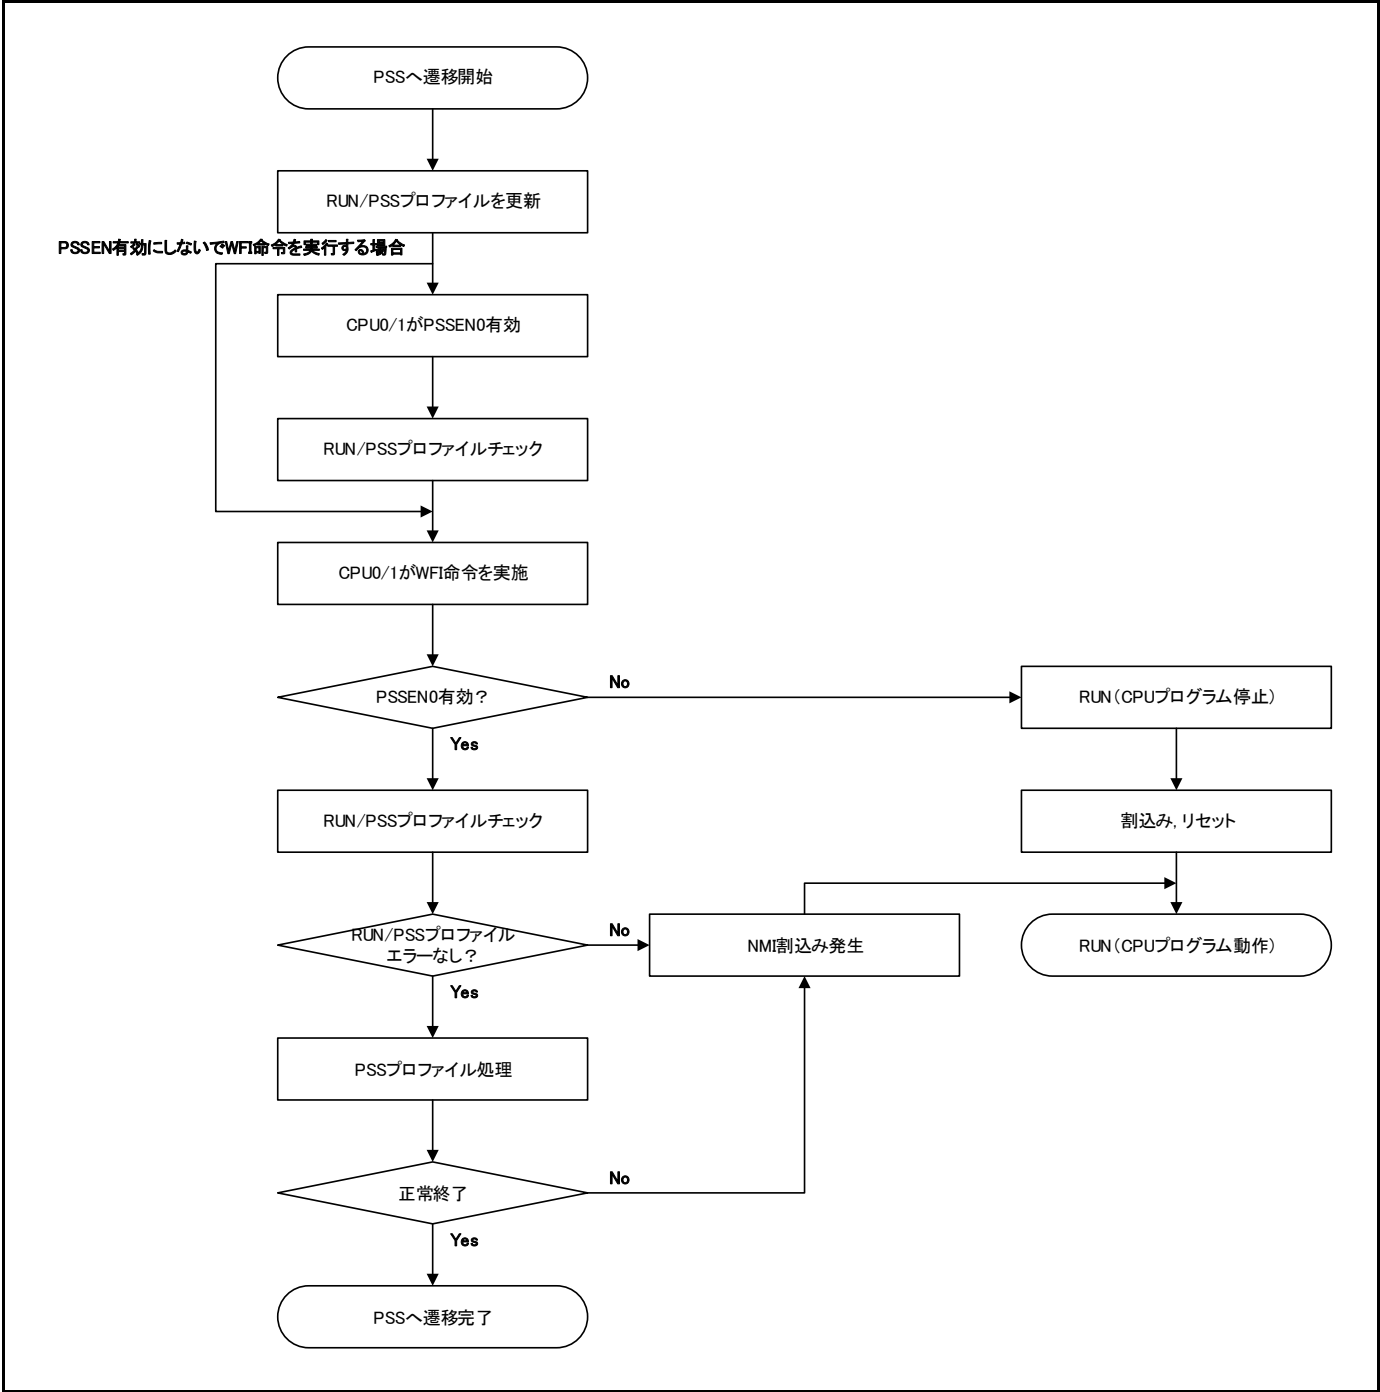 PSSへ遷移開始
RUN/PSSプロファイルを更新
PSSEN有効にしないでWFI命令を実行する場合
CPU0/1がPSSEN0有効
RUN/PSSプロファイルチェック
CPU0/1がWFI命令を実施
PSSEN0有効？
No
RUN（CPUプログラム停止）
Yes
RUN/PSSプロファイルチェック
割込み, リセット
RUN/PSSプロファイル
エラーなし？
No
NMI割込み発生
RUN（CPUプログラム動作）
Yes
PSSプロファイル処理
正常終了
No
Yes
PSSへ遷移完了